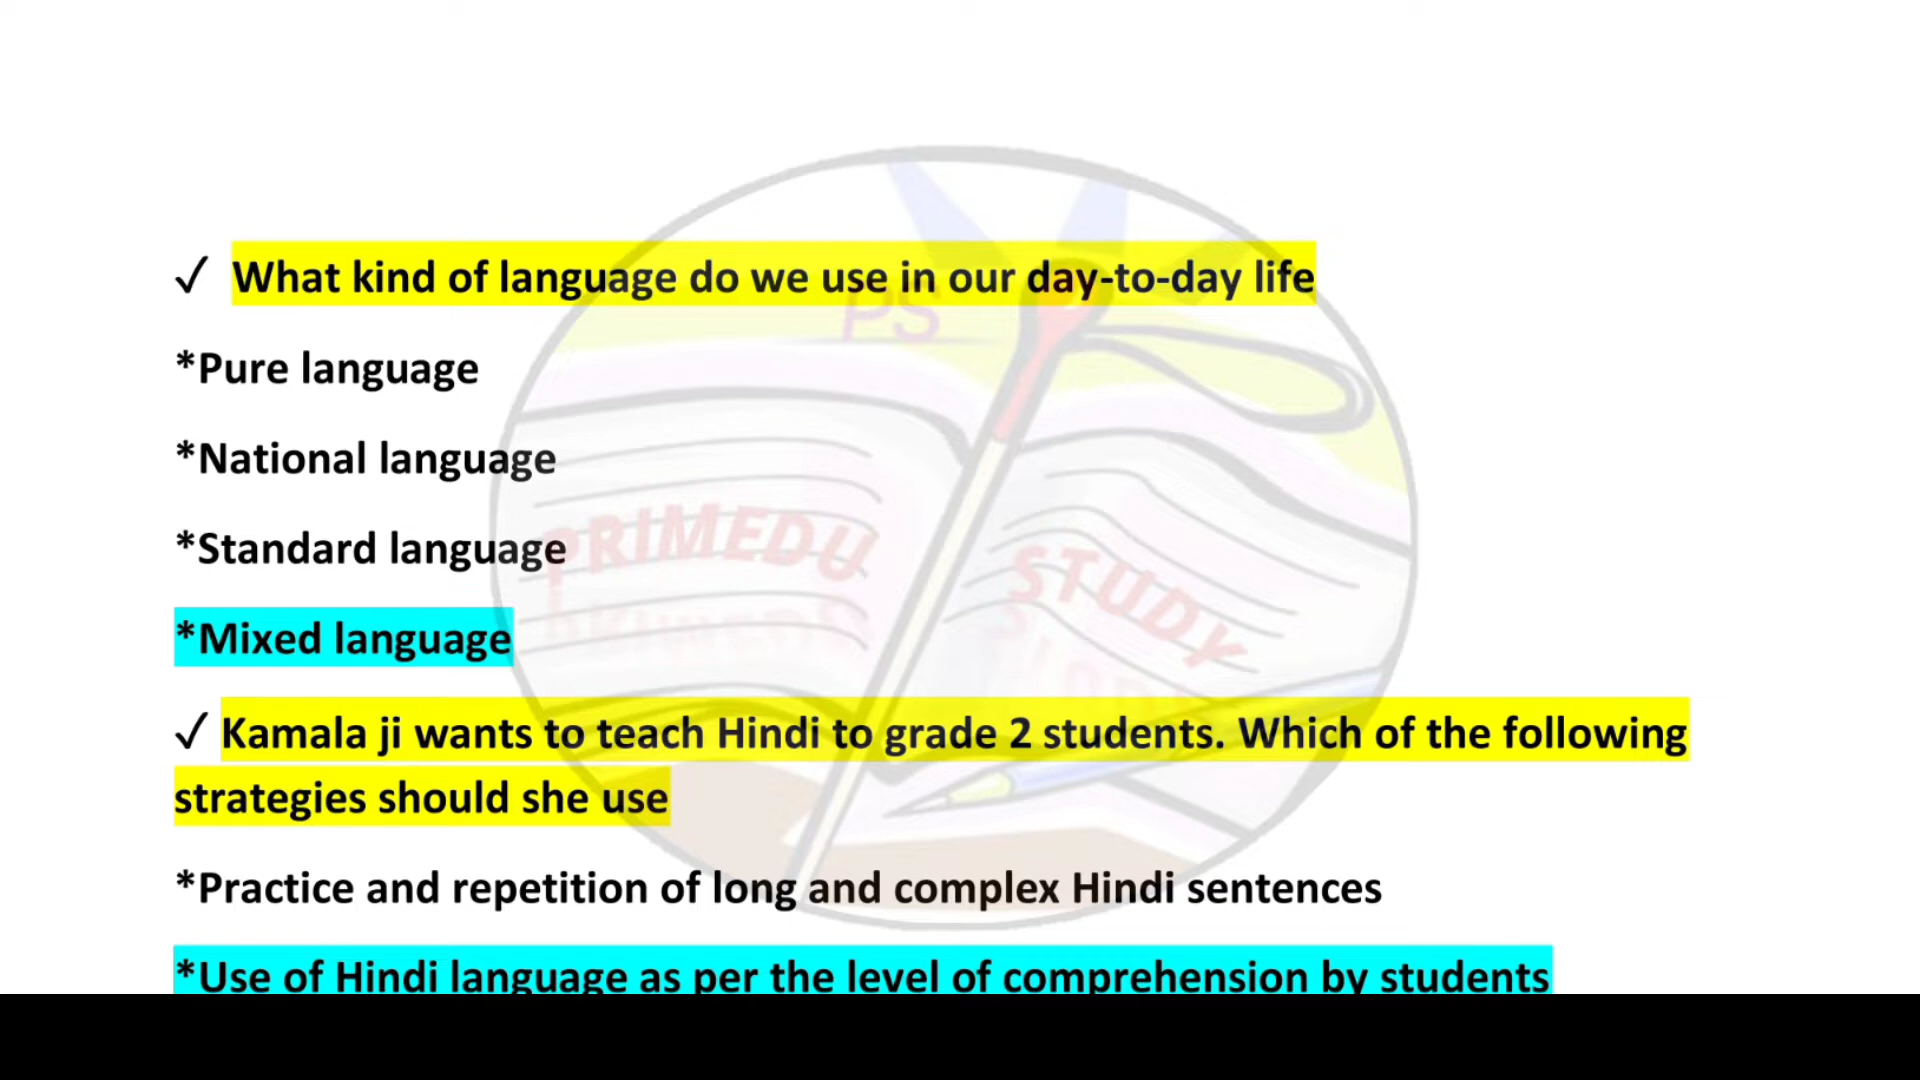 ✓ What kind of language do we use in our day-to-day life
PS
*Pure language
*National language
*Standard language
PRIMEDU STUDY
*Mixed language
✓ Kamala ji wants to teach Hindi to grade 2 students. Which of the following
strategies should she use
*Practice and repetition of long and complex Hindi sentences
*Use of Hindi language as per the level of comprehension by students